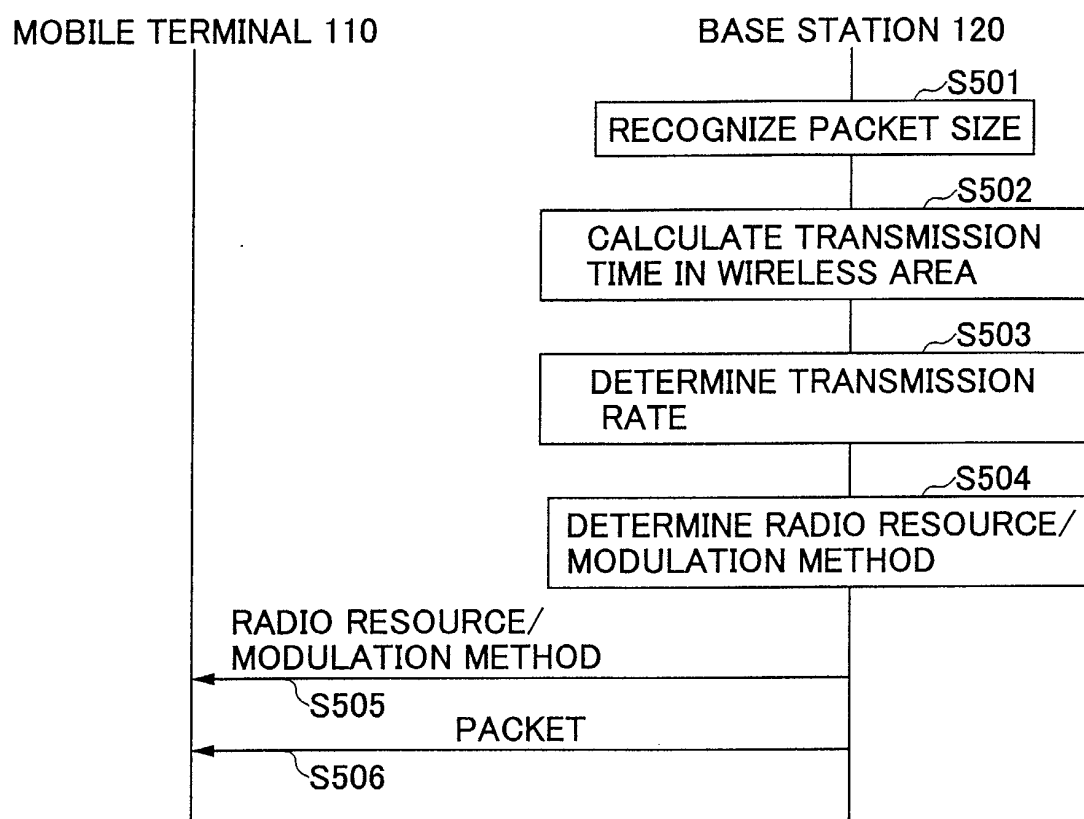 MOBILE TERMINAL 110
BASE STATION 120
S501
RECOGNIZE PACKET SIZE
S502
CALCULATE TRANSMISSION
TIME IN WIRELESS AREA
S503
DETERMINE TRANSMISSION
RATE
S504
DETERMINE RADIO RESOURCE/
MODULATION METHOD
RADIO RESOURCE/
MODULATION METHOD
S505
PACKET
S506